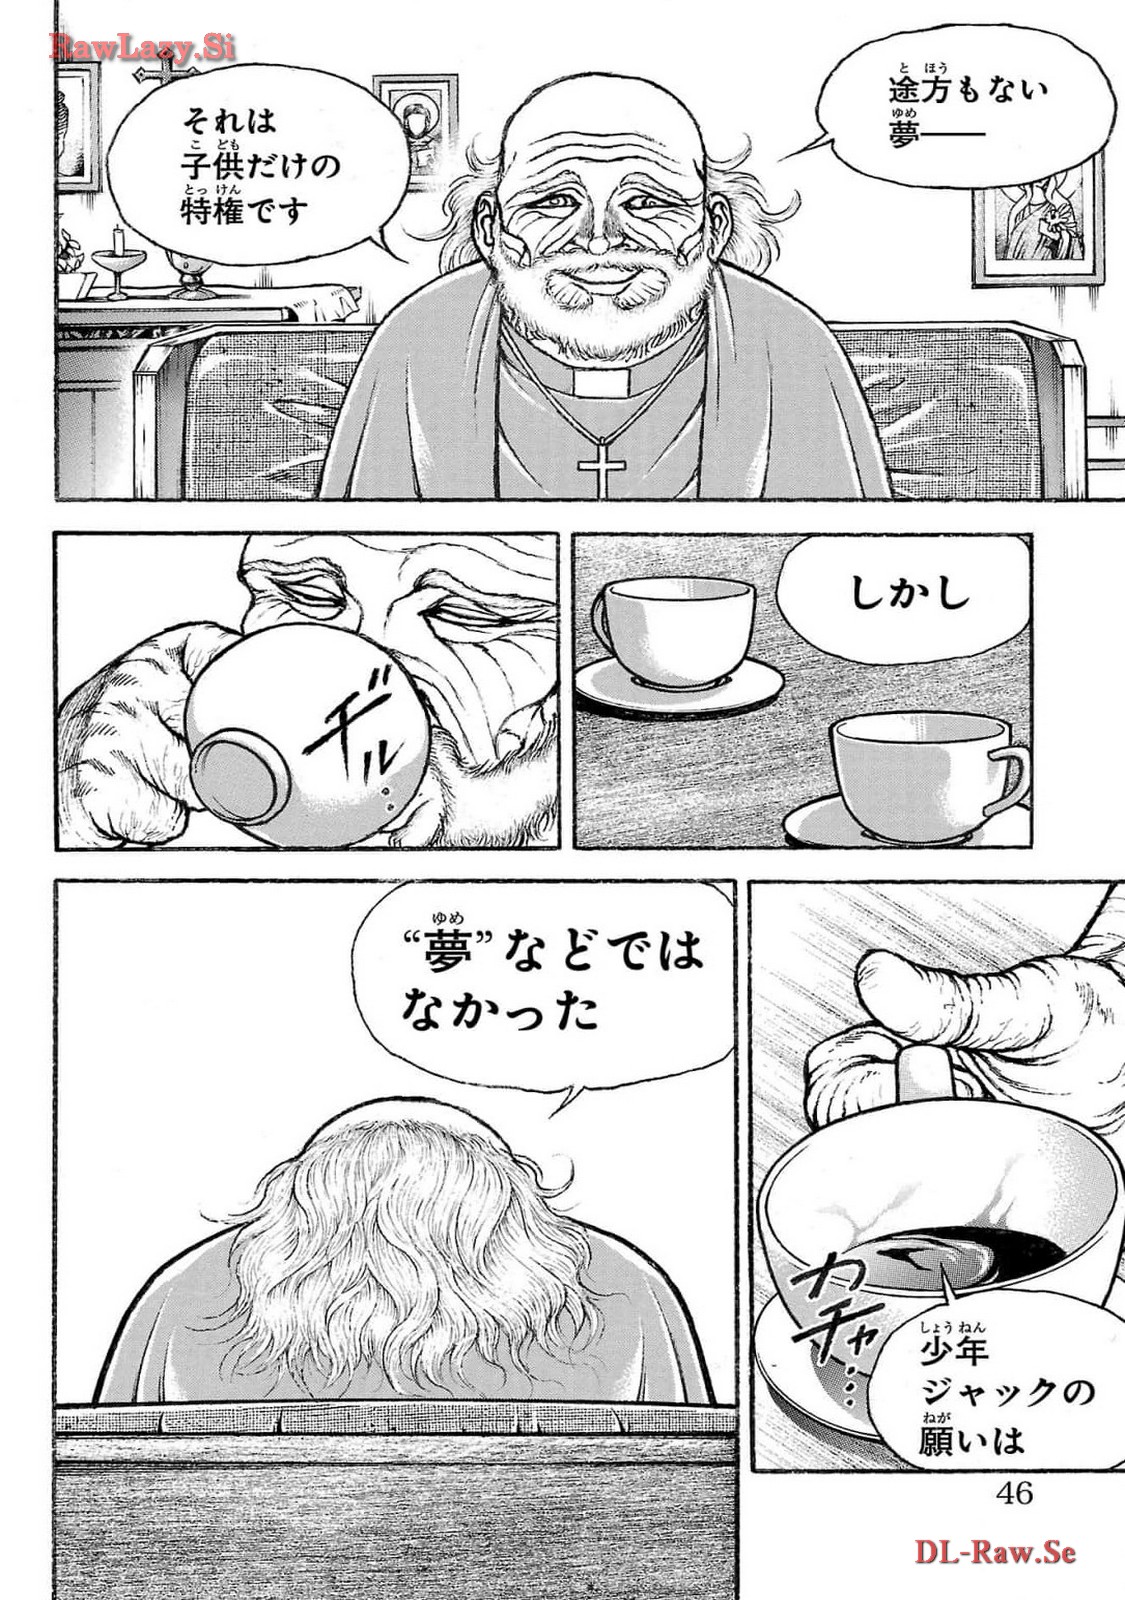 RawLazy.Si
途方もない
夢――
それは
子供だけの
特権です
しかし
ギ
ヂル…
少年
ジャックの
願いは
カチャ…
“夢”などでは
なかった
46
DL-Raw.Se